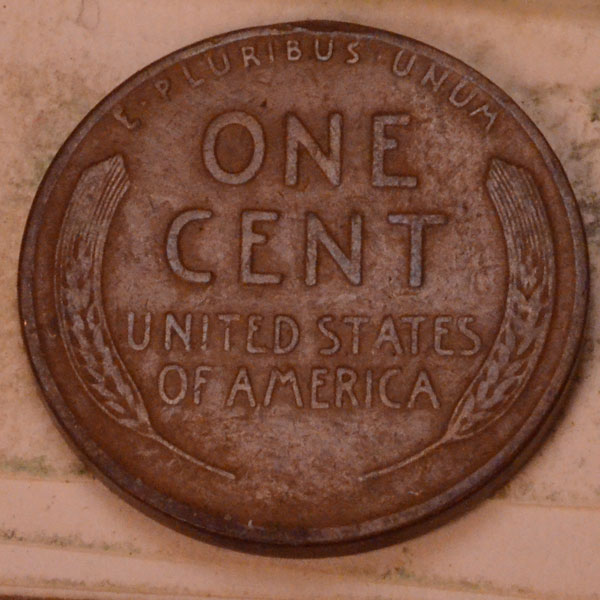 E·PLURIBUS·UNUM
ONE
CENT
UNITED STATES
OF AMERICA